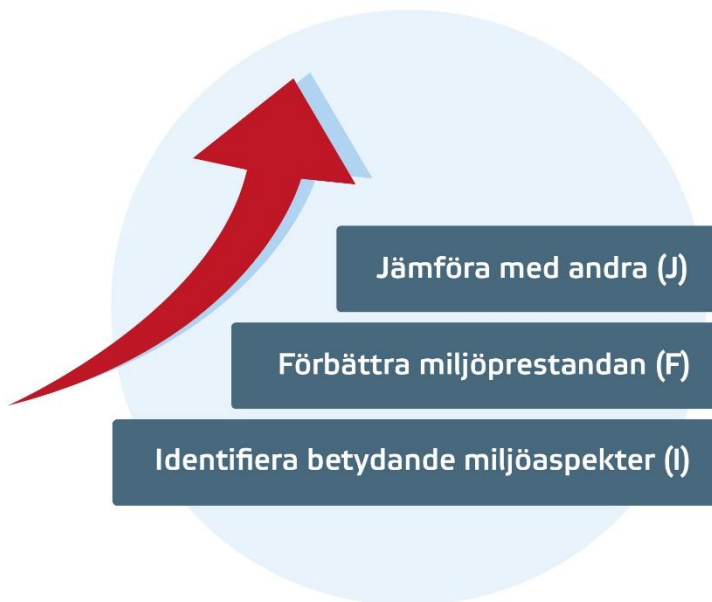 Jämföra med andra (J)
Förbättra miljöprestandan (F)
Identifiera betydande miljöaspekter (I)